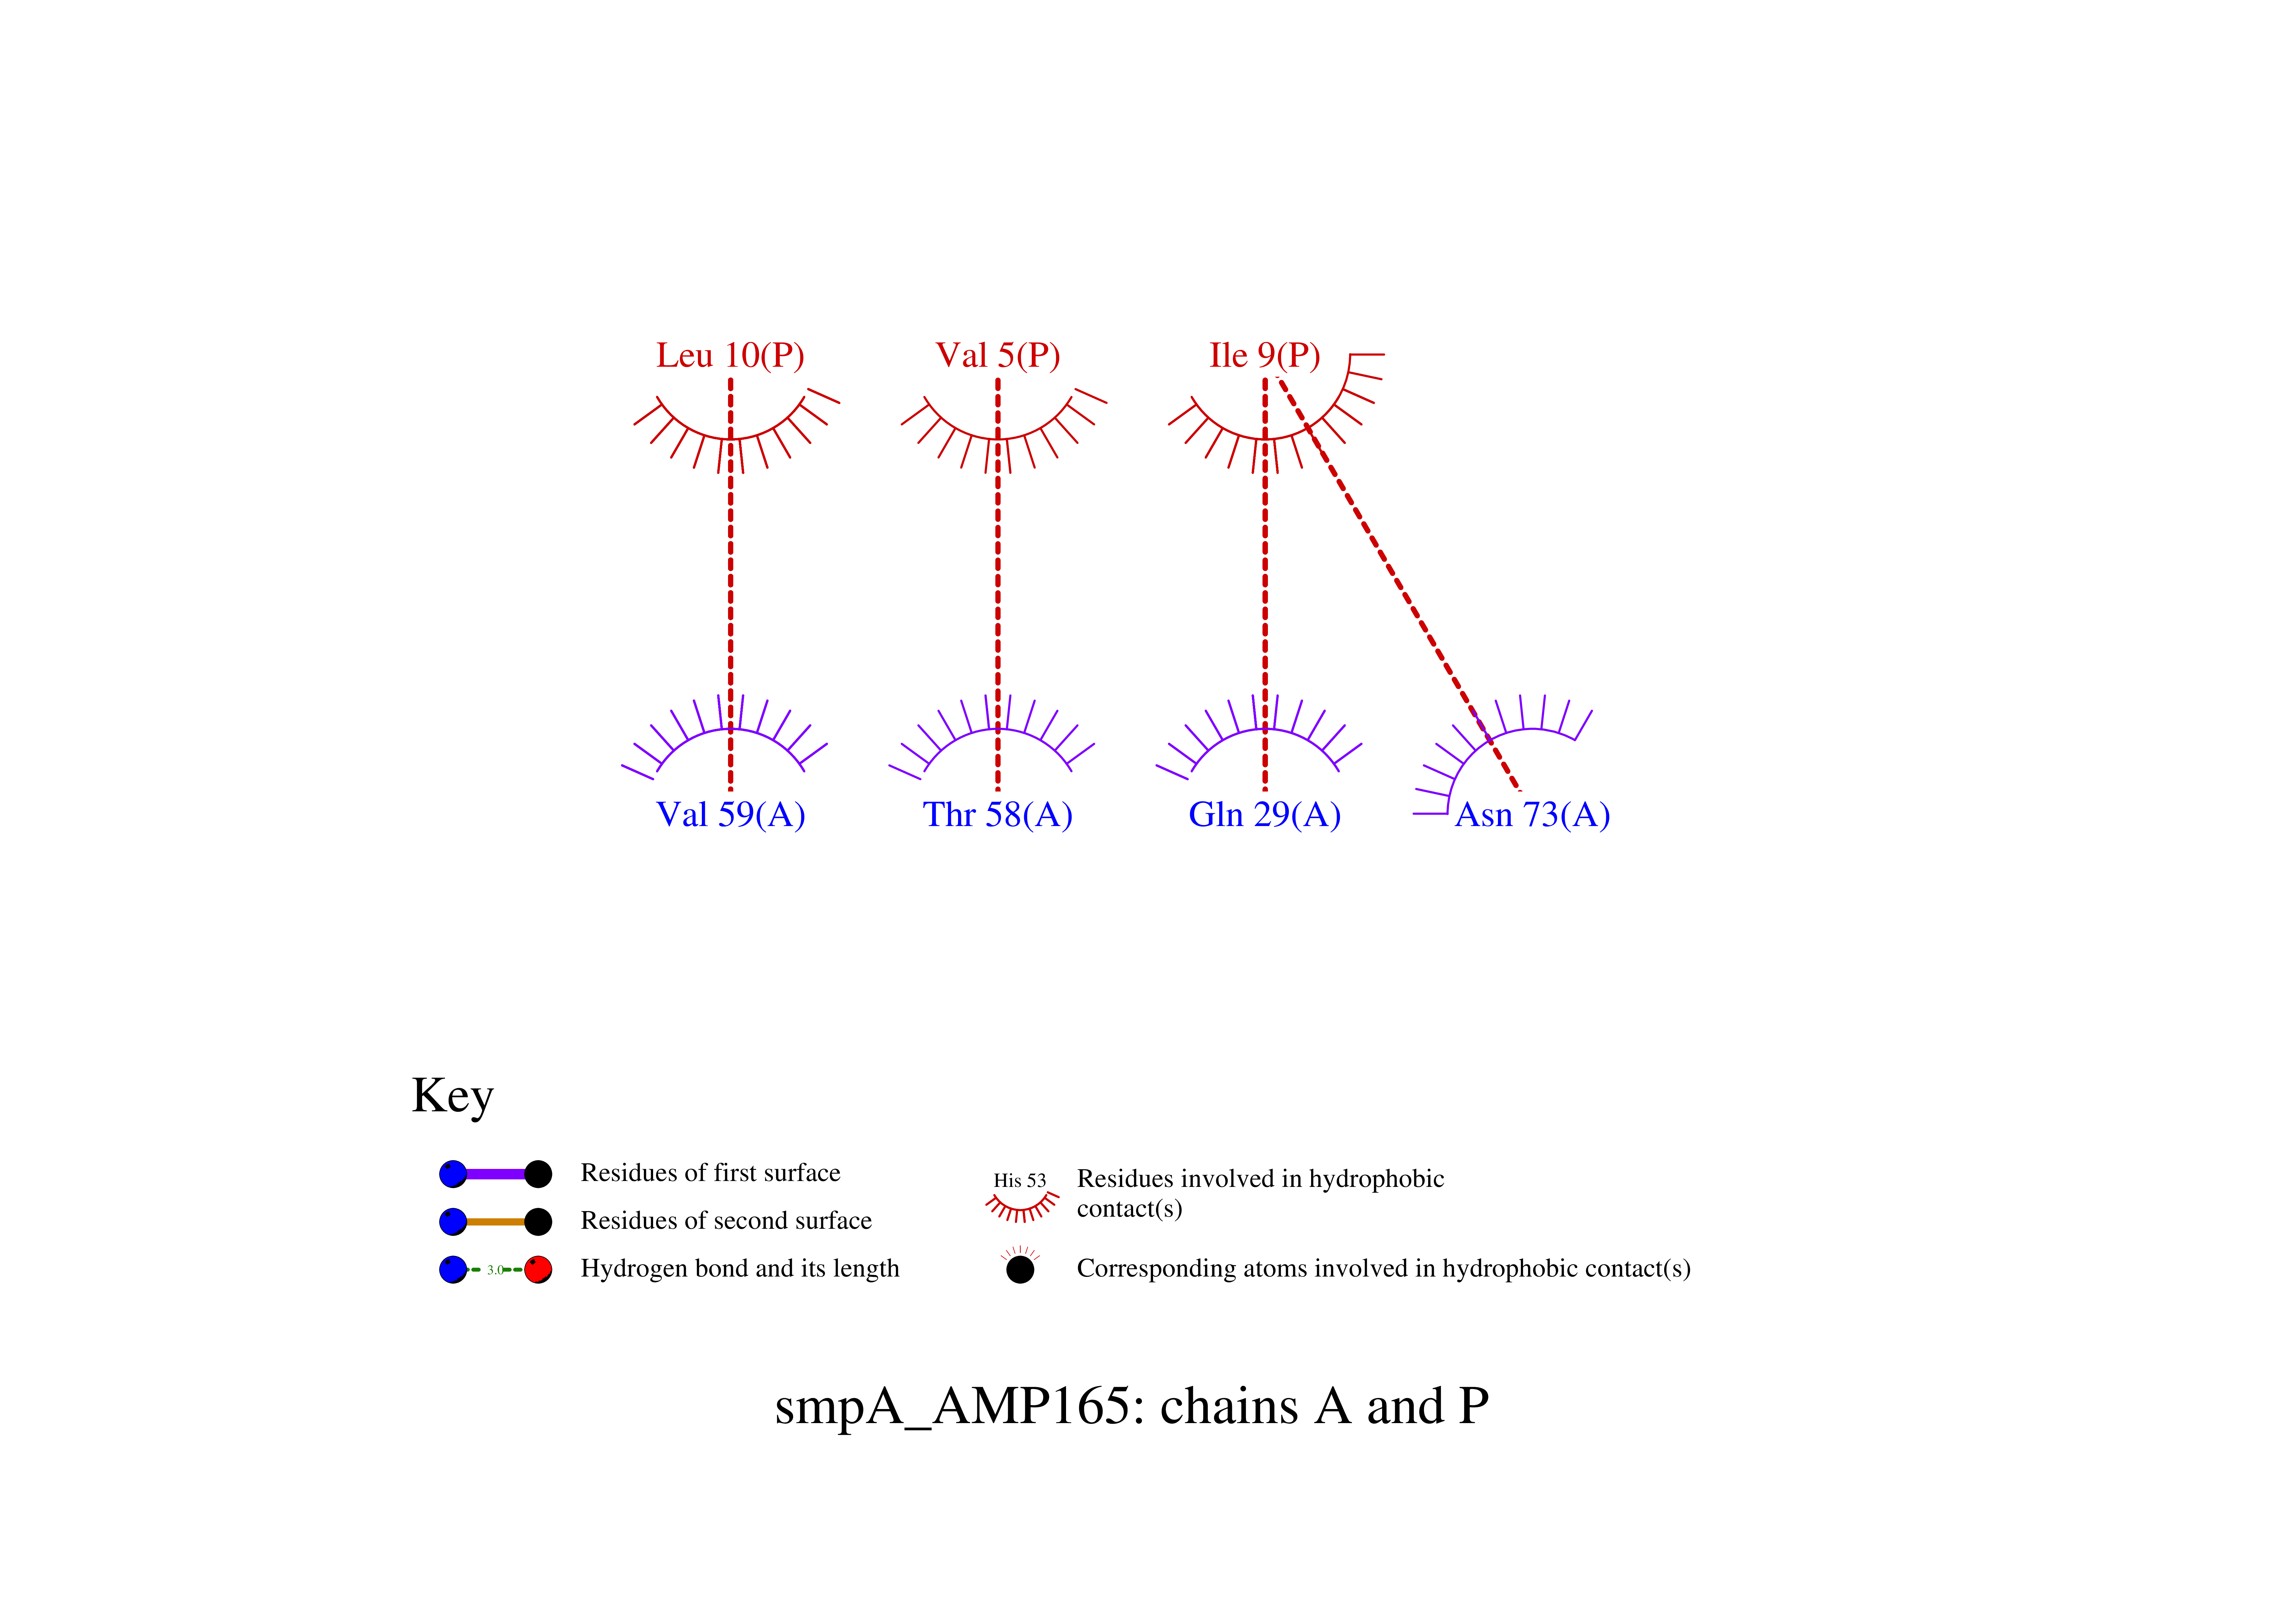 Leu 10(P) Val 5(P) Ile 9(P)
Val 59(A) Thr 58(A) Gln 29(A) Asn 73(A)
Key
Residues of first surface
Residues of second surface
3.0 Hydrogen bond and its length
His 53 Residues involved in hydrophobic
contact(s)
Corresponding atoms involved in hydrophobic contact(s)
smpA_AMP165: chains A and P